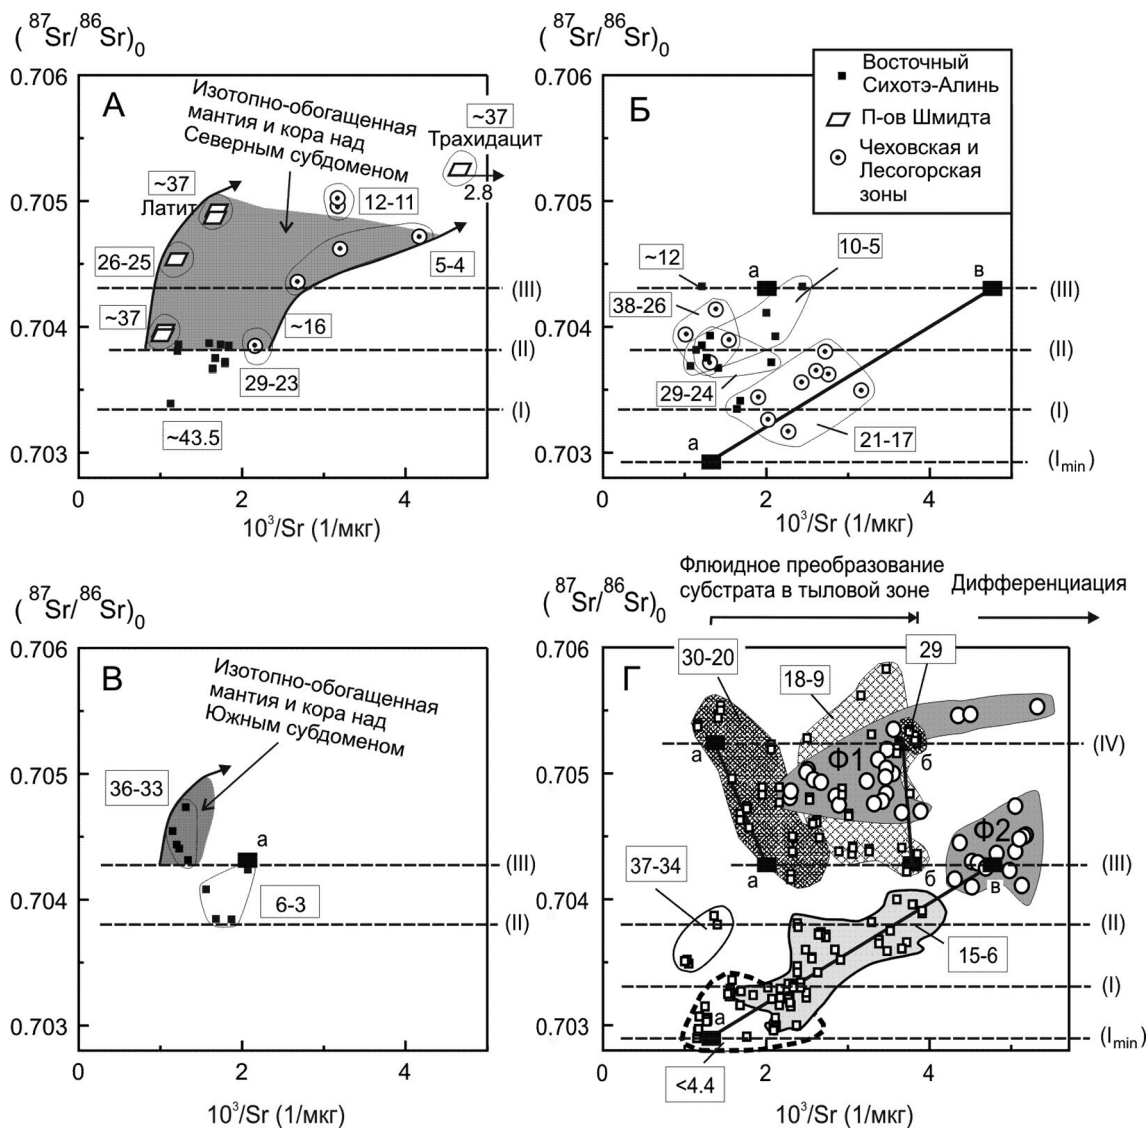 (87Sr/86Sr)0
0.706
0.705
0.704
0.703
А
Изотопно-обогащенная
мантия и кора над
Северным субдоменом
~37
Трахидацит
2.8
~37
Латит
12-11
26-25
5-4
~37
~16
29-23
~43.5
(III)
(II)
(I)
0
2
4
10³/Sr (1/мкг)
(87Sr/86Sr)0
0.706
0.705
0.704
0.703
Б
Восточный
Сихотэ-Алинь
П-ов Шмидта
Чеховская и
Лесогорская
зоны
~12
а
10-5
в
38-26
29-24
21-17
а
(III)
(II)
(I)
(Imin)
0
2
4
10³/Sr (1/мкг)
(87Sr/86Sr)0
0.706
0.705
0.704
0.703
В
Изотопно-обогащенная
мантия и кора над
Южным субдоменом
36-33
а
6-3
(III)
(II)
0
2
4
10³/Sr (1/мкг)
Флюидное преобразование
субстрата в тыловой зоне
Дифференциация
(87Sr/86Sr)0
0.706
0.705
0.704
0.703
Г
30-20
18-9
29
а
Ф1
б
Ф2
а
б
в
37-34
15-6
а
<4.4
(IV)
(III)
(II)
(I)
(Imin)
0
2
4
10³/Sr (1/мкг)